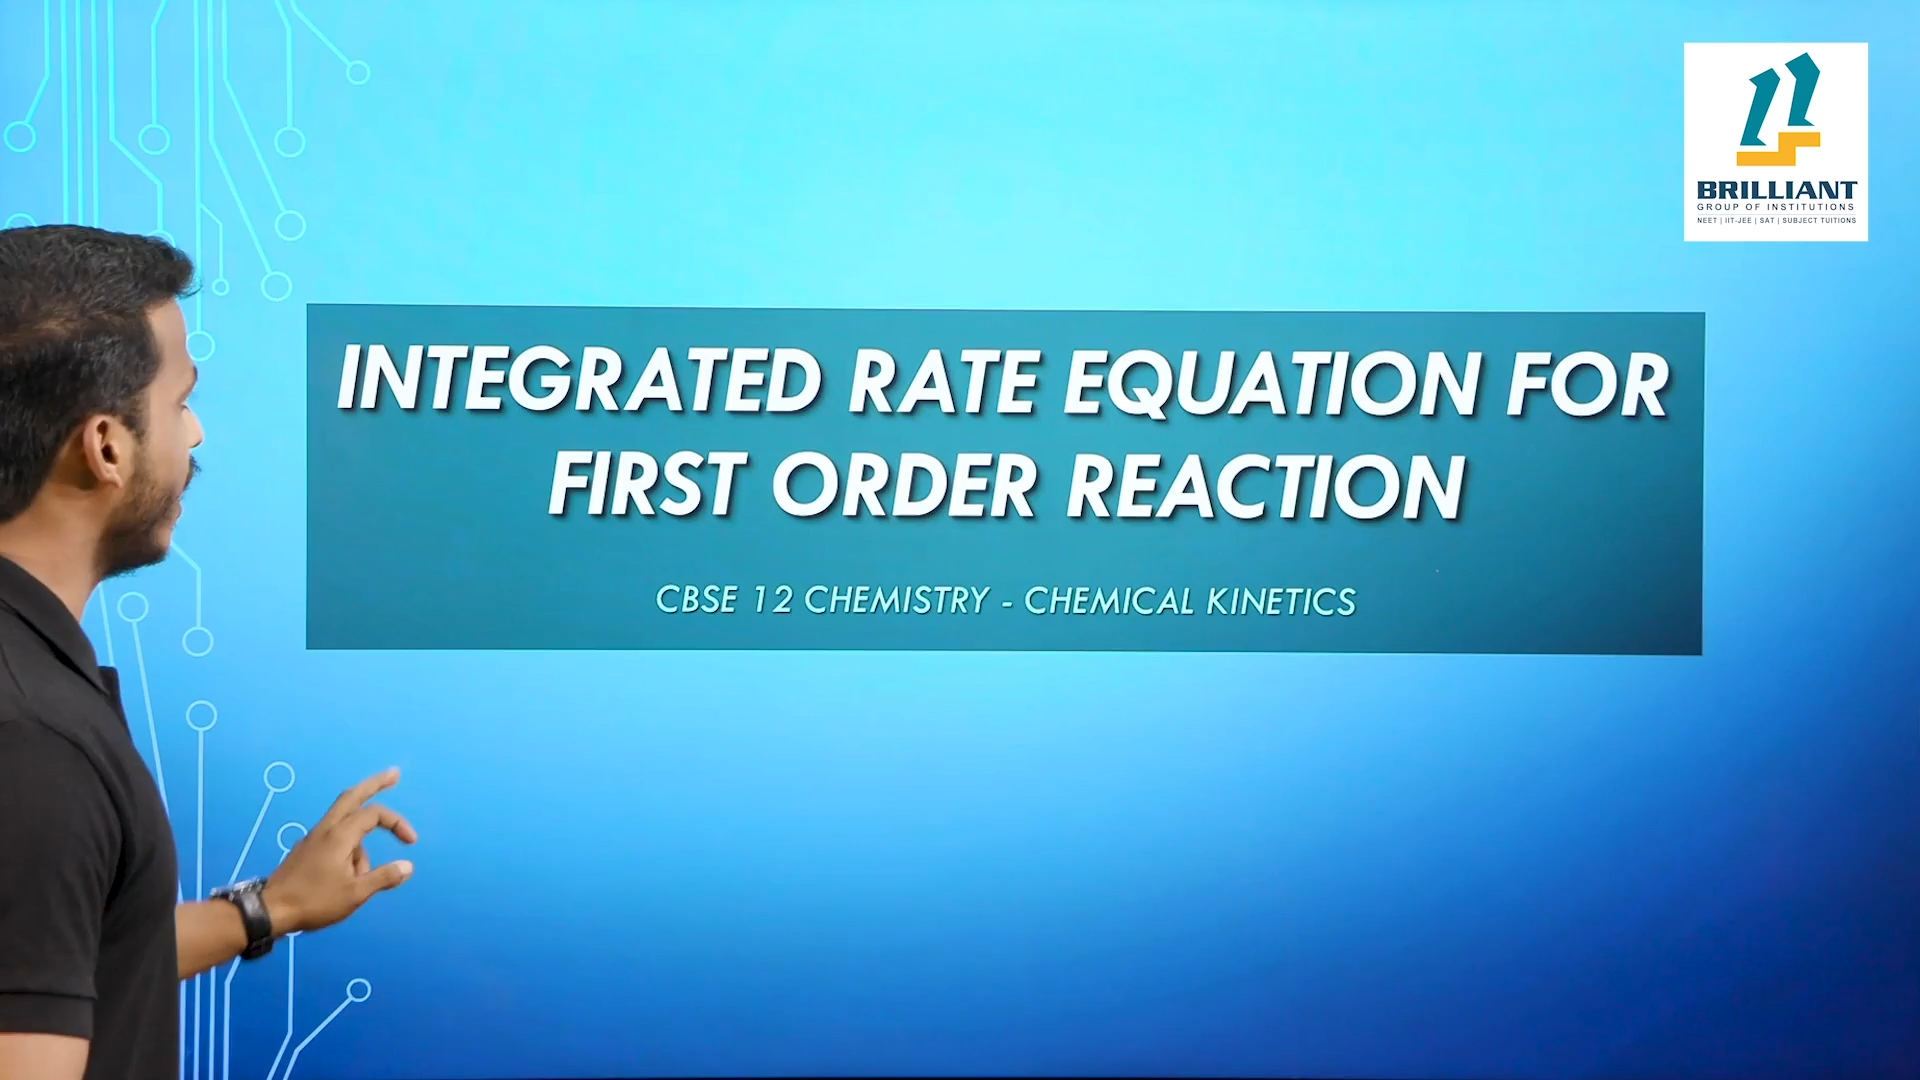 BRILLIANT
GROUP OF INSTITUTIONS
NEET | IIT-JEE | SAT | SUBJECT TUITIONS
INTEGRATED RATE EQUATION FOR
FIRST ORDER REACTION
CBSE 12 CHEMISTRY - CHEMICAL KINETICS